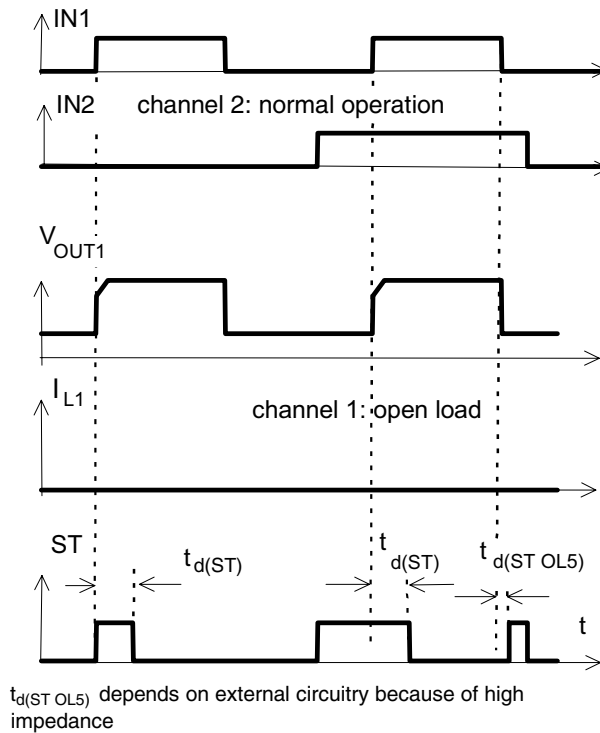 IN1
IN2 channel 2: normal operation
VOUT1
IL1
channel 1: open load
ST td(ST) td(ST) td(ST OL5)
t
td(ST OL5) depends on external circuitry because of high
impedance